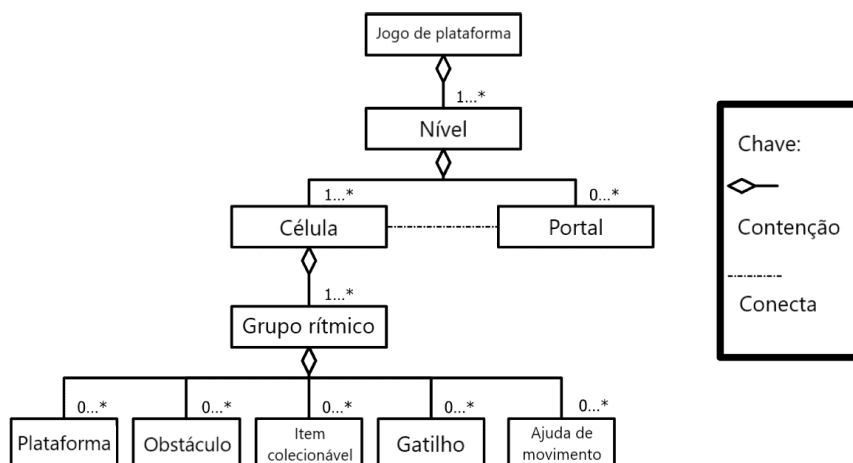 Jogo de plataforma
1...*
Nível
1...*
0...*
Célula
Portal
1...*
Grupo rítmico
0...*
0...*
0...*
0...*
0...*
Plataforma
Obstáculo
Item
colecionável
Gatilho
Ajuda de
movimento
Chave:
Contenção
Conecta